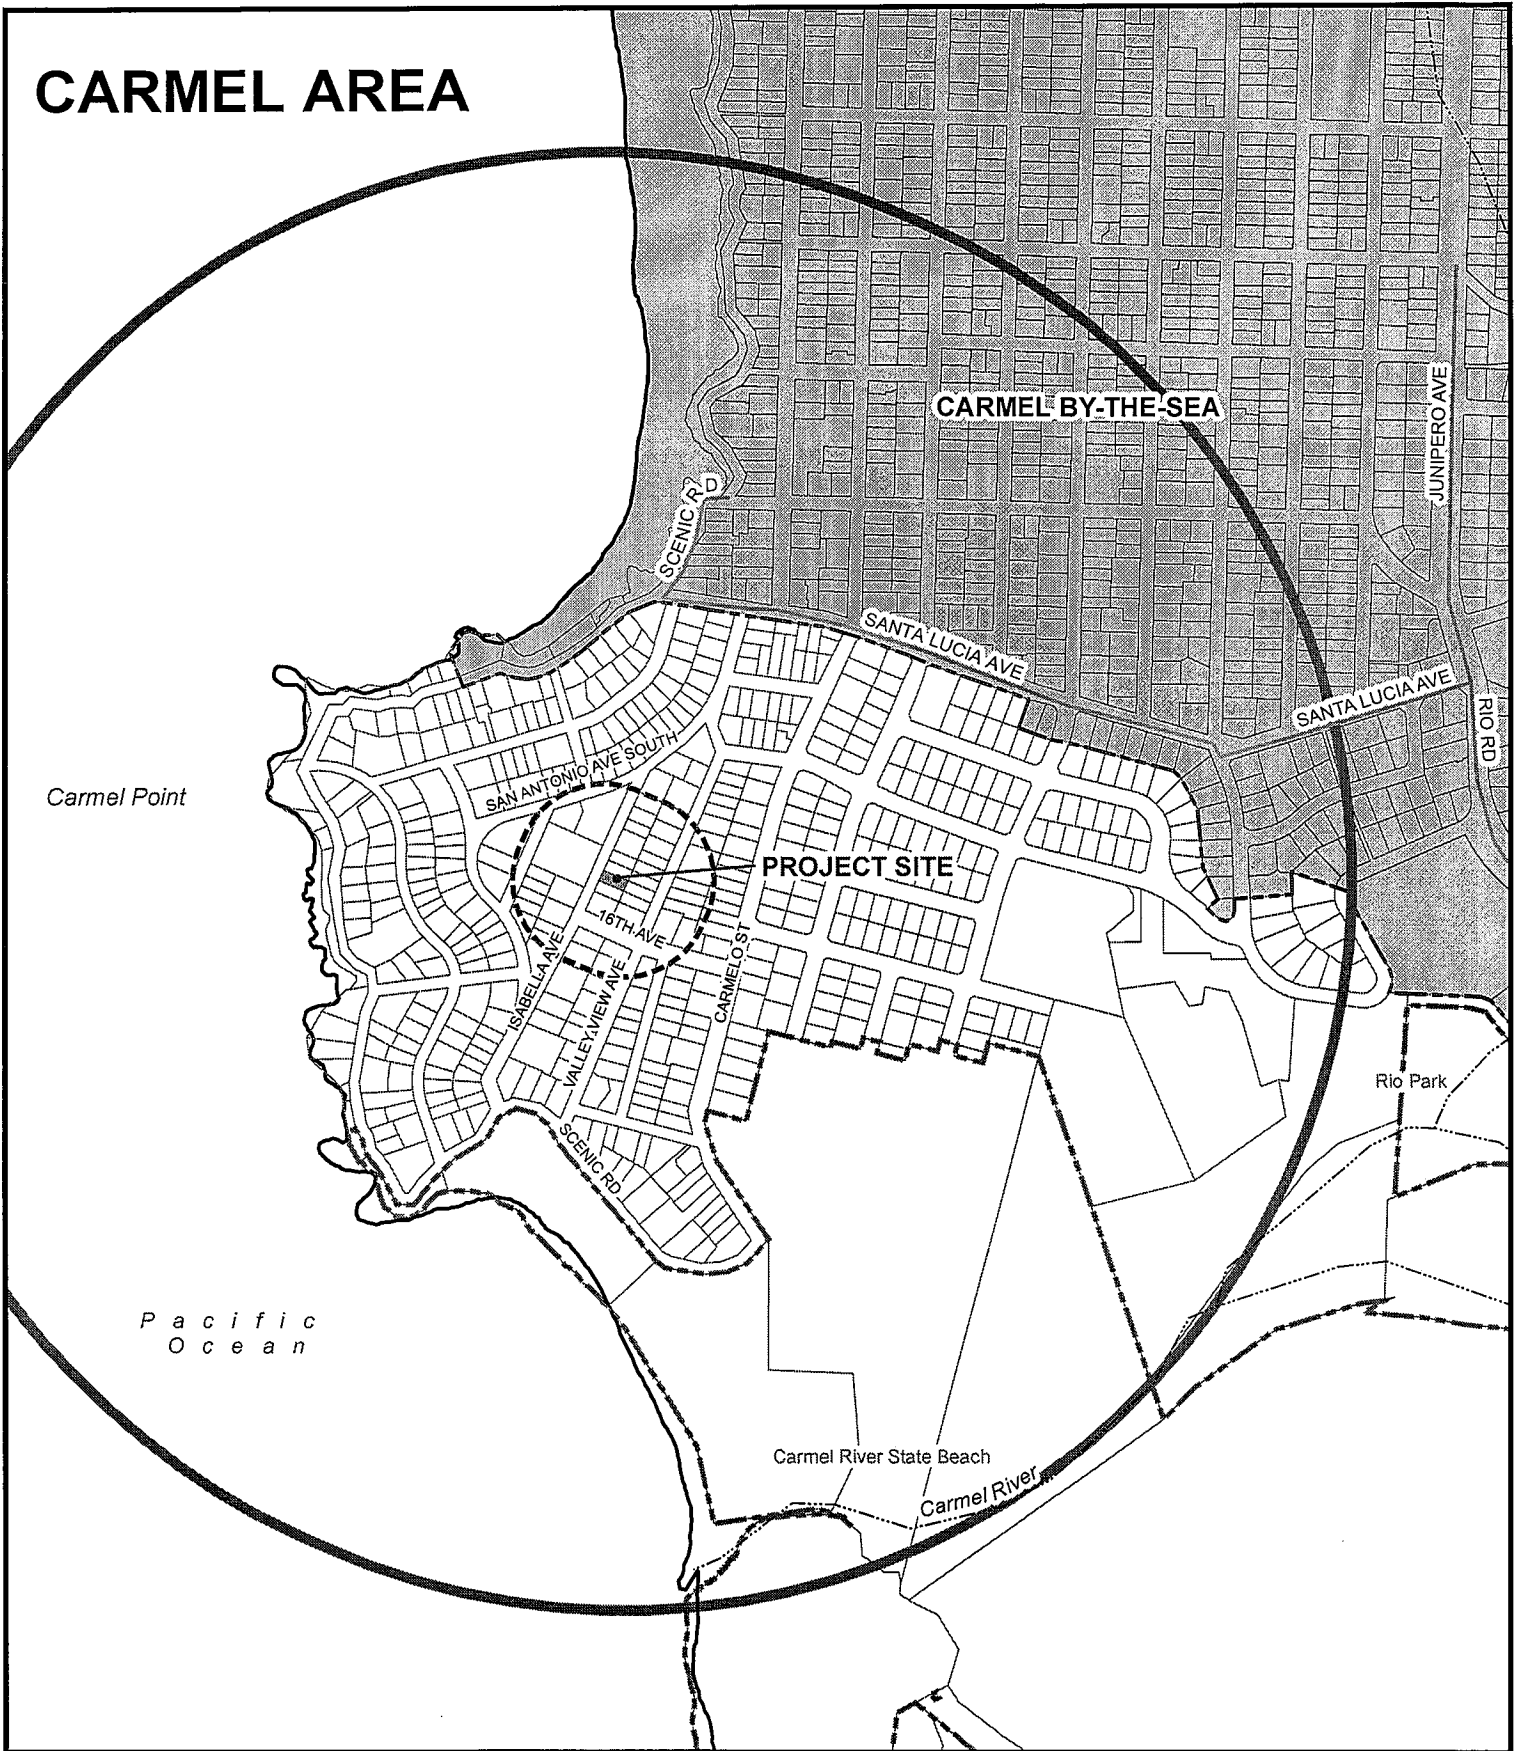 CARMEL AREA
CARMEL BY-THE-SEA
JUNIPERO AVE
SCENIC RD
SANTA LUCIA AVE
SANTA LUCIA AVE
RIO RD
SAN ANTONIO AVE SOUTH
Carmel Point
PROJECT SITE
16TH AVE
ISABELLA AVE
VALLEY VIEW AVE
CARMELO ST
Rio Park
SCENIC RD
Pacific
Ocean
Carmel River State Beach
Carmel River